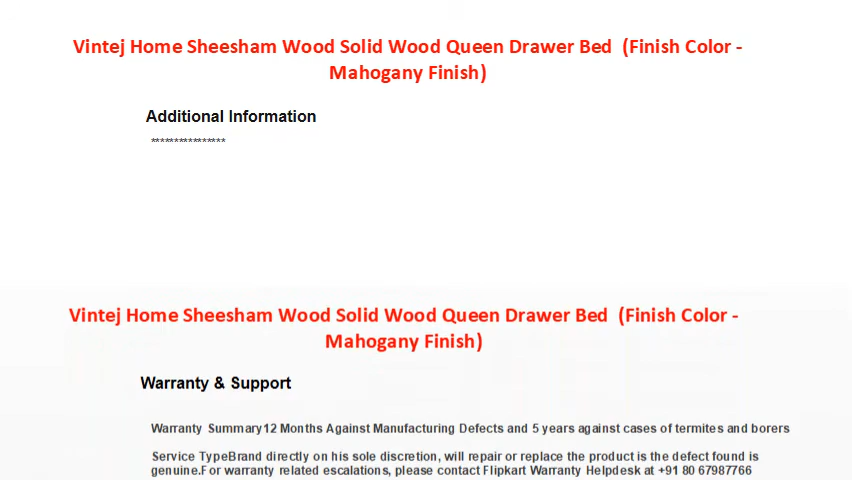 Vintej Home Sheesham Wood Solid Wood Queen Drawer Bed (Finish Color -
Mahogany Finish)
Additional Information
****************
Vintej Home Sheesham Wood Solid Wood Queen Drawer Bed (Finish Color -
Mahogany Finish)
Warranty & Support
Warranty Summary12 Months Against Manufacturing Defects and 5 years against cases of termites and borers
Service TypeBrand directly on his sole discretion, will repair or replace the product is the defect found is
genuine.For warranty related escalations, please contact Flipkart Warranty Helpdesk at +91 80 67987766